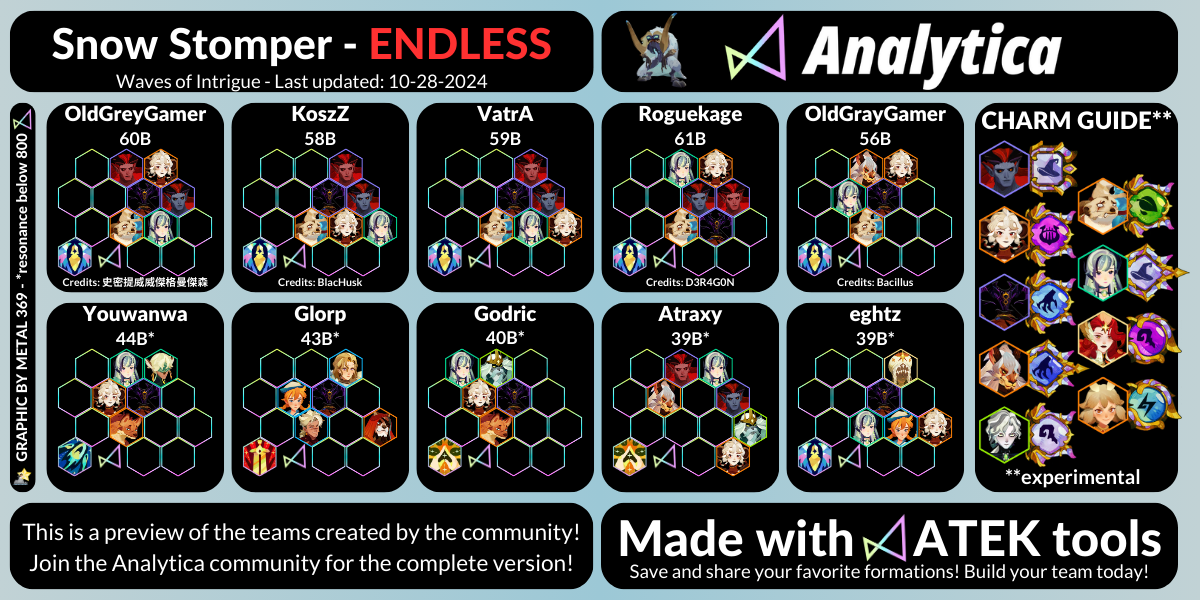 Snow Stomper - ENDLESS
Waves of Intrigue - Last updated: 10-28-2024
Analytica
GRAPHIC BY METAL 369 - *resonance below 800
OldGreyGamer
60B
Credits: 史密提威威傑格曼傑森
KoszZ
58B
Credits: BlacHusk
VatrA
59B
Roguekage
61B
Credits: D3R4G0N
OldGrayGamer
56B
Credits: Bacillus
CHARM GUIDE**
**experimental
Youwanwa
44B*
Glorp
43B*
Godric
40B*
Atraxy
39B*
eghtz
39B*
This is a preview of the teams created by the community!
Join the Analytica community for the complete version!
Made with ATEK tools
Save and share your favorite formations! Build your team today!